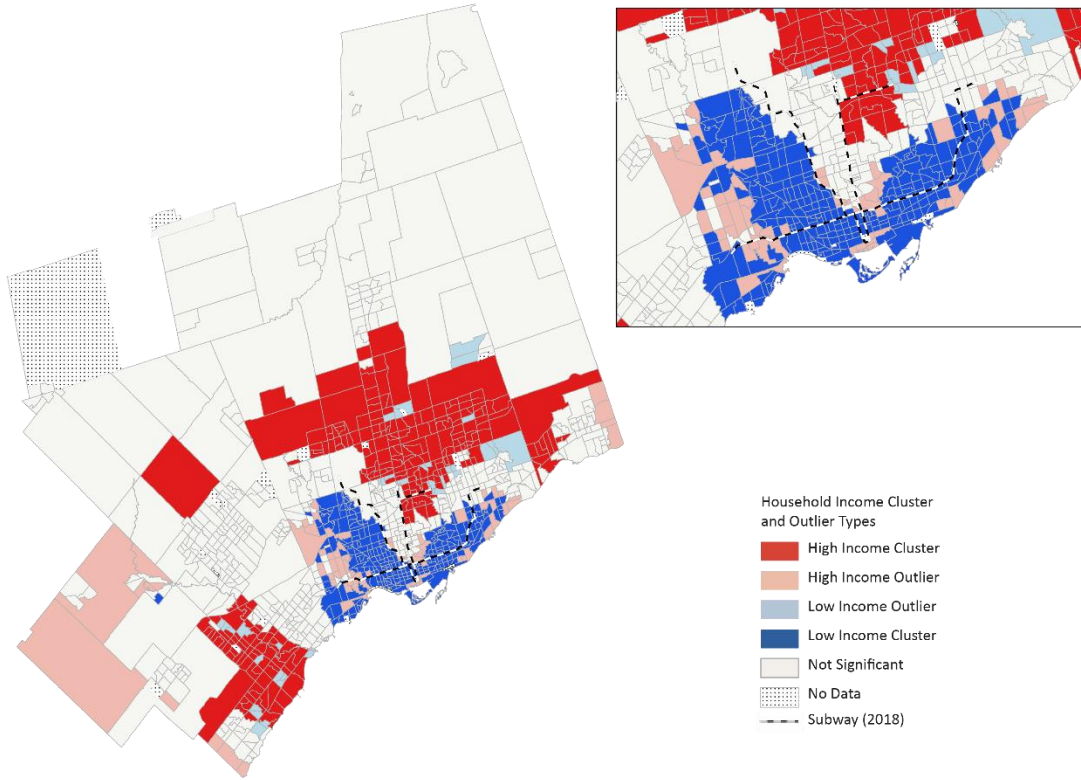 Household Income Cluster
and Outlier Types
High Income Cluster
High Income Outlier
Low Income Outlier
Low Income Cluster
Not Significant
No Data
Subway (2018)